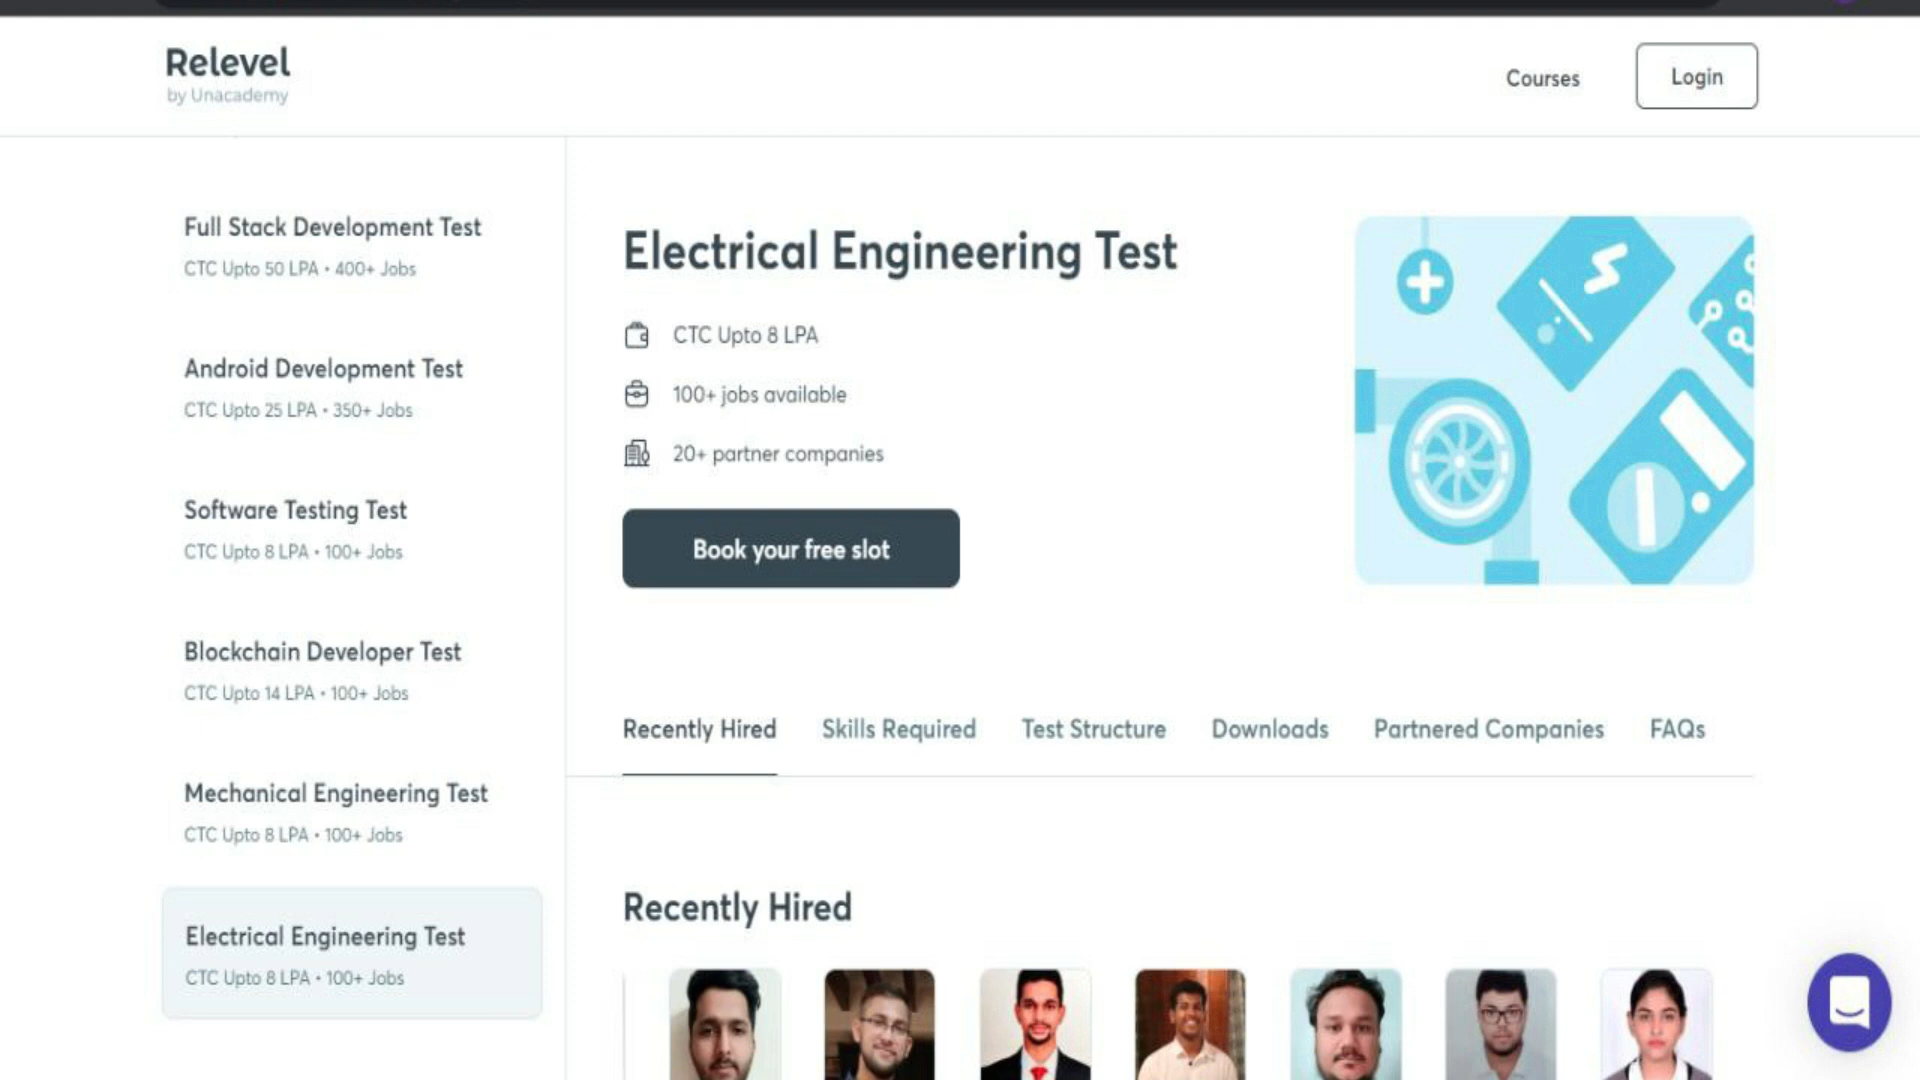 Relevel
by Unacademy
Courses
Login
Full Stack Development Test
CTC Upto 50 LPA • 400+ Jobs
Android Development Test
CTC Upto 25 LPA • 350+ Jobs
Software Testing Test
CTC Upto 8 LPA • 100+ Jobs
Blockchain Developer Test
CTC Upto 14 LPA • 100+ Jobs
Mechanical Engineering Test
CTC Upto 8 LPA • 100+ Jobs
Electrical Engineering Test
CTC Upto 8 LPA • 100+ Jobs
Electrical Engineering Test
CTC Upto 8 LPA
100+ jobs available
20+ partner companies
Book your free slot
Recently Hired
Skills Required
Test Structure
Downloads
Partnered Companies
FAQs
Recently Hired